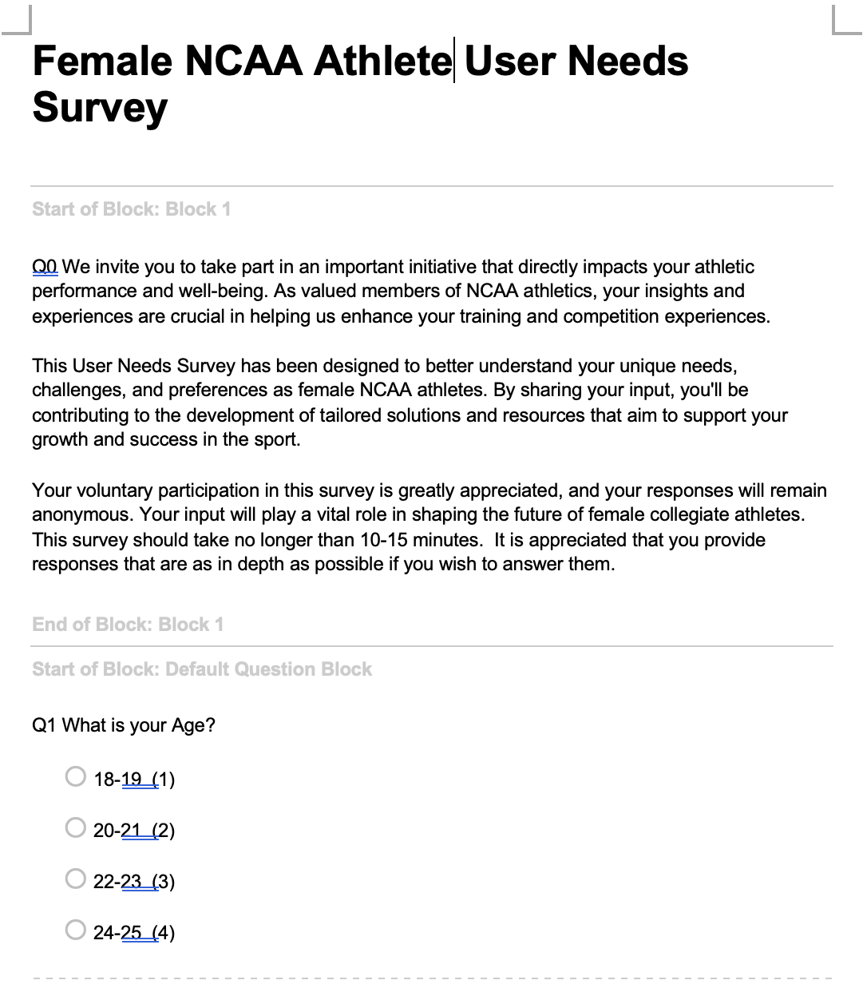 Female NCAA Athlete User Needs
Survey
Start of Block: Block 1
Q0 We invite you to take part in an important initiative that directly impacts your athletic
performance and well-being. As valued members of NCAA athletics, your insights and
experiences are crucial in helping us enhance your training and competition experiences.
This User Needs Survey has been designed to better understand your unique needs,
challenges, and preferences as female NCAA athletes. By sharing your input, you'll be
contributing to the development of tailored solutions and resources that aim to support your
growth and success in the sport.
Your voluntary participation in this survey is greatly appreciated, and your responses will remain
anonymous. Your input will play a vital role in shaping the future of female collegiate athletes.
This survey should take no longer than 10-15 minutes.  It is appreciated that you provide
responses that are as in depth as possible if you wish to answer them.
End of Block: Block 1
Start of Block: Default Question Block
Q1 What is your Age?
18-19  (1)
20-21  (2)
22-23  (3)
24-25  (4)